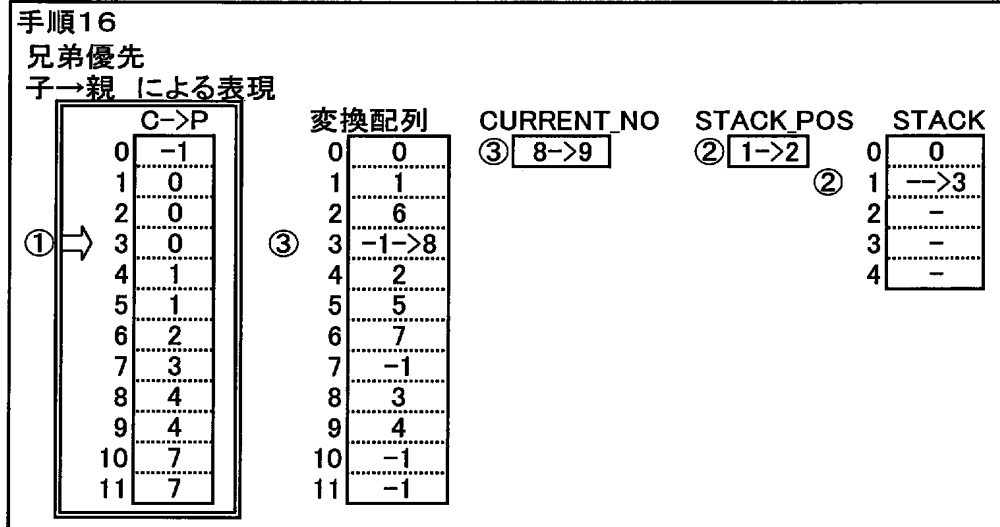 手順16
兄弟優先
子→親 による表現
C->P 変換配列 CURRENT_NO STACK_POS STACK
0 -1 0 0 ③ 8->9 ② 1->2 0 0
1 0 1 1 ② 1 -->3
2 0 2 6 2 -
① ⇨ 3 0 ③ 3 -1->8 3 -
4 1 4 2 4 -
5 1 5 5
6 2 6 7
7 3 7 -1
8 4 8 3
9 4 9 4
10 7 10 -1
11 7 11 -1